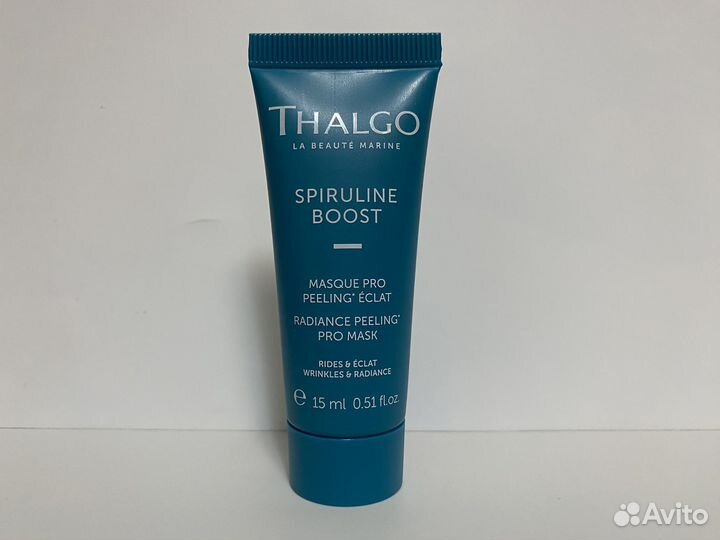 THALGO
LA BEAUTÉ MARINE
SPIRULINE
BOOST
MASQUE PRO
PEELING* ÉCLAT
RADIANCE PEELING*
PRO MASK
RIDES & ÉCLAT
WRINKLES & RADIANCE
e 15 ml 0.51 fl.oz.
Avito